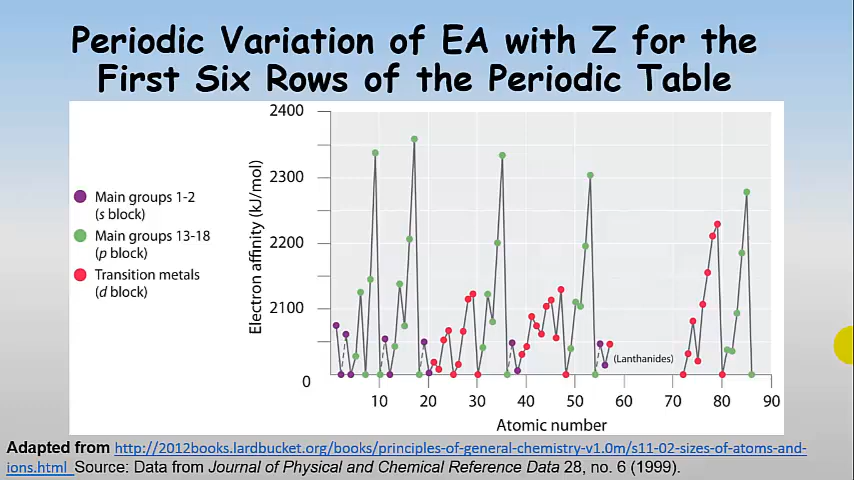 Periodic Variation of EA with Z for the
First Six Rows of the Periodic Table
2400
2300
2200
2100
0
Electron affinity (kJ/mol)
Main groups 1-2
(s block)
Main groups 13-18
(p block)
Transition metals
(d block)
(Lanthanides)
10 20 30 40 50 60 70 80 90
Atomic number
Adapted from http://2012books.lardbucket.org/books/principles-of-general-chemistry-v1.0m/s11-02-sizes-of-atoms-and-
ions.html Source: Data from Journal of Physical and Chemical Reference Data 28, no. 6 (1999).